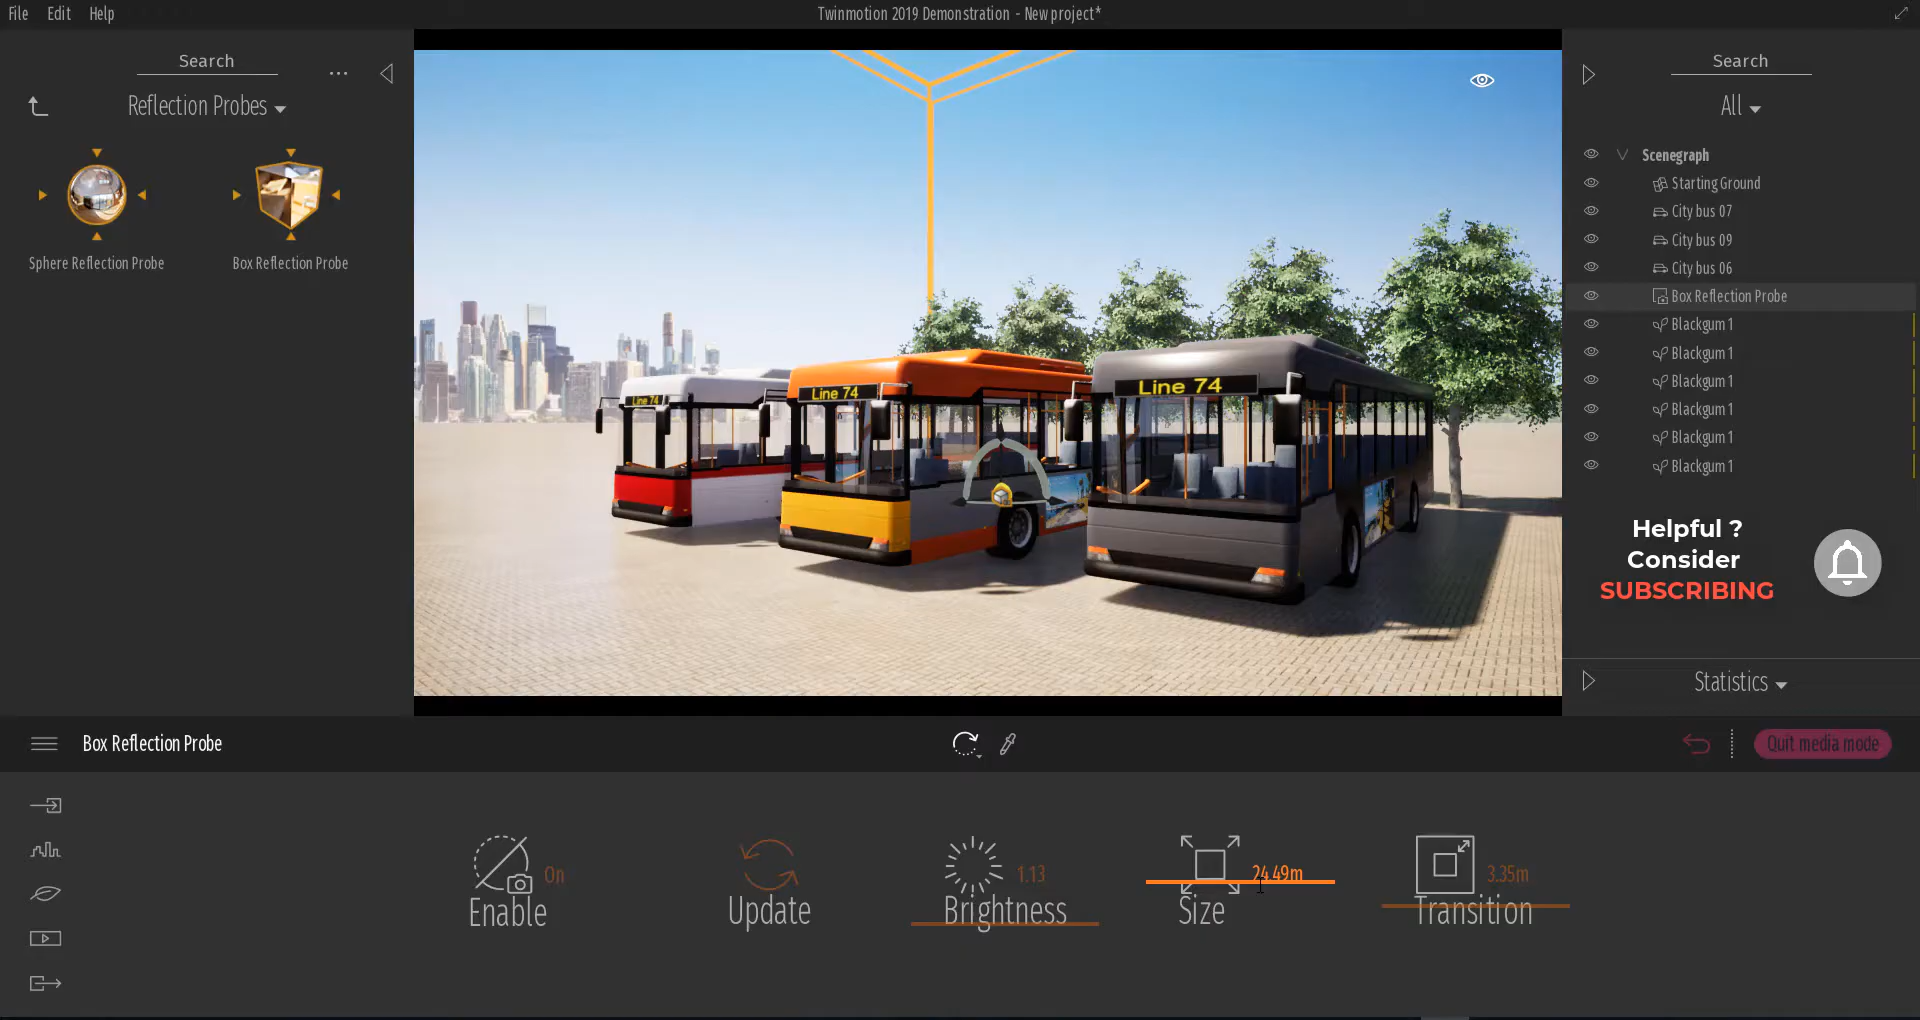 File Edit Help
Twinmotion 2019 Demonstration - New project*
Search
Reflection Probes
Sphere Reflection Probe
Box Reflection Probe
Line 74
Line 74
Line 74
Search
All
Scenegraph
Starting Ground
City bus 07
City bus 09
City bus 06
Box Reflection Probe
Blackgum 1
Blackgum 1
Blackgum 1
Blackgum 1
Blackgum 1
Blackgum 1
Helpful ?
Consider
SUBSCRIBING
Statistics
Box Reflection Probe
Quit media mode
On
Enable
Update
1.13
Brightness
24.49m
Size
3.35m
Transition